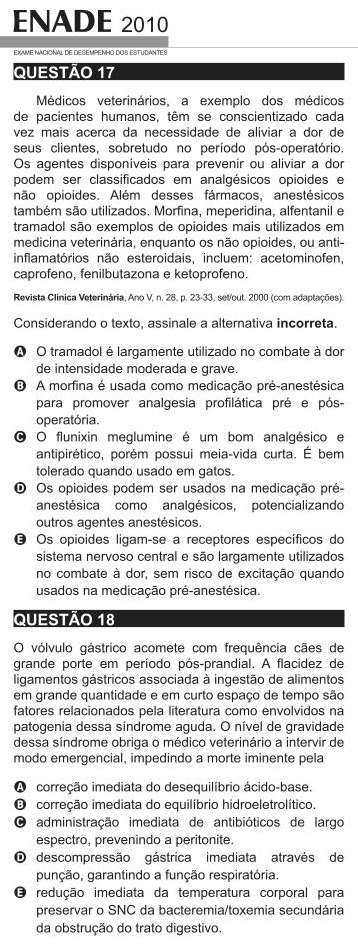 ENADE 2010
EXAME NACIONAL DE DESEMPENHO DOS ESTUDANTES
QUESTÃO 17
Médicos veterinários, a exemplo dos médicos
de pacientes humanos, têm se conscientizado cada
vez mais acerca da necessidade de aliviar a dor de
seus clientes, sobretudo no período pós-operatório.
Os agentes disponíveis para prevenir ou aliviar a dor
podem ser classificados em analgésicos opioides e
não opioides. Além desses fármacos, anestésicos
também são utilizados. Morfina, meperidina, alfentanil e
tramadol são exemplos de opioides mais utilizados em
medicina veterinária, enquanto os não opioides, ou anti-
inflamatórios não esteroidais, incluem: acetominofen,
caprofeno, fenilbutazona e ketoprofeno.
Revista Clínica Veterinária, Ano V, n. 28, p. 23-33, set/out. 2000 (com adaptações).
Considerando o texto, assinale a alternativa incorreta.
A O tramadol é largamente utilizado no combate à dor
de intensidade moderada e grave.
B A morfina é usada como medicação pré-anestésica
para promover analgesia profilática pré e pós-
operatória.
C O flunixin meglumine é um bom analgésico e
antipirético, porém possui meia-vida curta. É bem
tolerado quando usado em gatos.
D Os opioides podem ser usados na medicação pré-
anestésica como analgésicos, potencializando
outros agentes anestésicos.
E Os opioides ligam-se a receptores específicos do
sistema nervoso central e são largamente utilizados
no combate à dor, sem risco de excitação quando
usados na medicação pré-anestésica.
QUESTÃO 18
O vólvulo gástrico acomete com frequência cães de
grande porte em período pós-prandial. A flacidez de
ligamentos gástricos associada à ingestão de alimentos
em grande quantidade e em curto espaço de tempo são
fatores relacionados pela literatura como envolvidos na
patogenia dessa síndrome aguda. O nível de gravidade
dessa síndrome obriga o médico veterinário a intervir de
modo emergencial, impedindo a morte iminente pela
A correção imediata do desequilíbrio ácido-base.
B correção imediata do equilíbrio hidroeletrolítico.
C administração imediata de antibióticos de largo
espectro, prevenindo a peritonite.
D descompressão gástrica imediata através de
punção, garantindo a função respiratória.
E redução imediata da temperatura corporal para
preservar o SNC da bacteremia/toxemia secundária
da obstrução do trato digestivo.